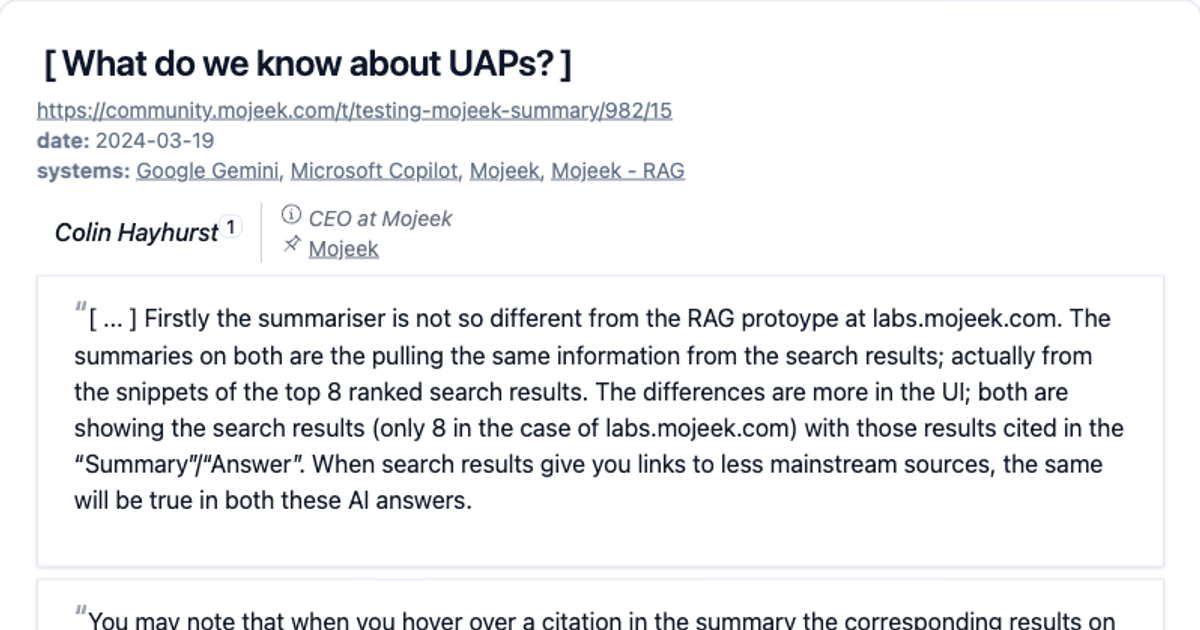 [ What do we know about UAPs? ]
https://community.mojeek.com/t/testing-mojeek-summary/982/15
date: 2024-03-19
systems: Google Gemini, Microsoft Copilot, Mojeek, Mojeek - RAG
Colin Hayhurst 1
CEO at Mojeek
Mojeek
"[ ... ] Firstly the summariser is not so different from the RAG protoype at labs.mojeek.com. The
summaries on both are the pulling the same information from the search results; actually from
the snippets of the top 8 ranked search results. The differences are more in the UI; both are
showing the search results (only 8 in the case of labs.mojeek.com) with those results cited in the
“Summary”/“Answer”. When search results give you links to less mainstream sources, the same
will be true in both these AI answers.
"You may note that when you hover over a citation in the summary the corresponding results on